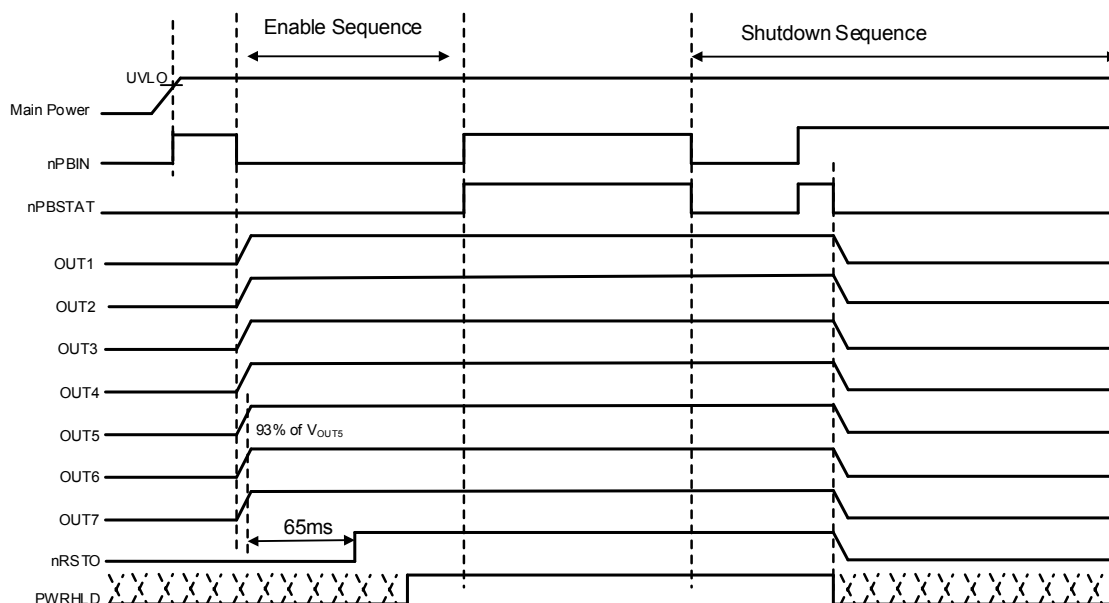 Enable Sequence
Shutdown Sequence
UVLO
Main Power
nPBIN
nPBSTAT
OUT1
OUT2
OUT3
OUT4
OUT5
93% of VOUT5
OUT6
OUT7
65ms
nRSTO
PWRHLD